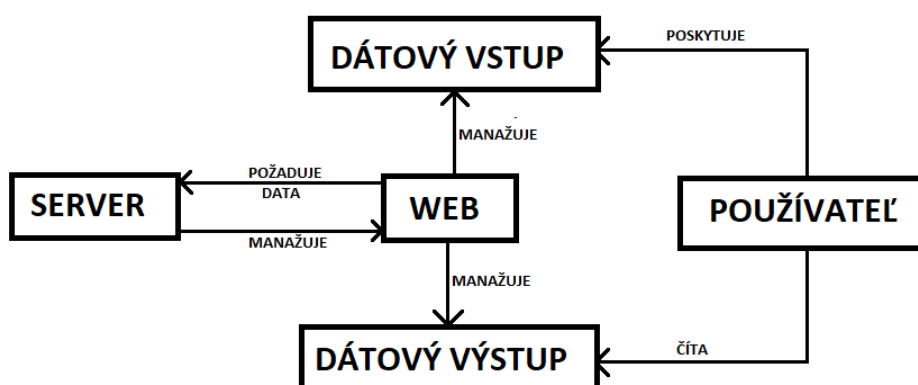 DÁTOVÝ VSTUP
POSKYTUJE
MANAŽUJE
POŽADUJE
DATA
SERVER
WEB
POUŽÍVATEĽ
MANAŽUJE
MANAŽUJE
DÁTOVÝ VÝSTUP
ČÍTA